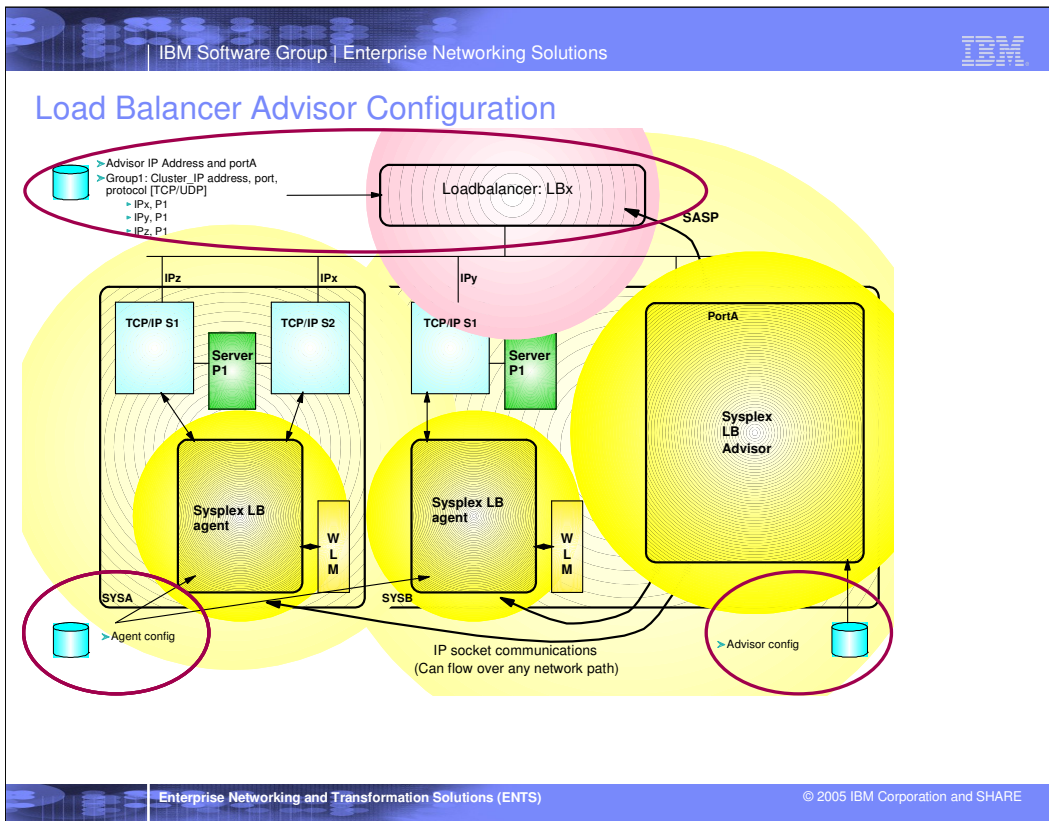 IBM Software Group | Enterprise Networking Solutions
IBM
Load Balancer Advisor Configuration
➤Advisor IP Address and portA
➤Group1: Cluster_IP address, port,
protocol [TCP/UDP]
► IPx, P1
► IPy, P1
► IPz, P1
Loadbalancer: LBx
SASP
IPz
IPx
IPy
TCP/IP S1
TCP/IP S2
TCP/IP S1
PortA
Server
P1
Server
P1
Sysplex
LB
Advisor
Sysplex LB
agent
Sysplex LB
agent
W
L
M
W
L
M
SYSA
SYSB
➤Agent config
IP socket communications
(Can flow over any network path)
➤Advisor config
Enterprise Networking and Transformation Solutions (ENTS)
© 2005 IBM Corporation and SHARE